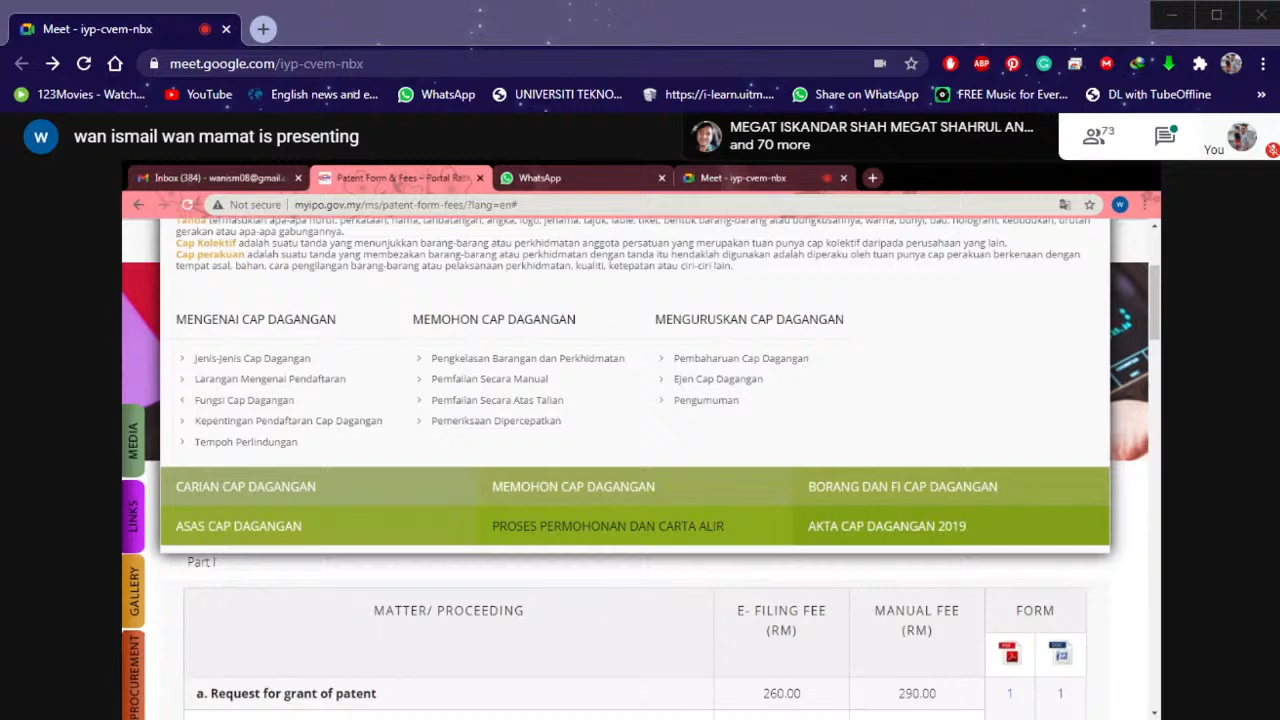 Meet - iyp-cvem-nbx
meet.google.com/iyp-cvem-nbx
123Movies - Watch...
YouTube
English news and e...
WhatsApp
UNIVERSITI TEKNO...
https://i-learn.uitm....
Share on WhatsApp
FREE Music for Ever...
DL with TubeOffline
»
W
wan ismail wan mamat is presenting
MEGAT ISKANDAR SHAH MEGAT SHAHRUL AN...
and 70 more
73
You
Inbox (384) - wanism08@gmail.c
Patent Form & Fees – Portal Ras
WhatsApp
Meet - iyp-cvem-nbx
Not secure
myipo.gov.my/ms/patent-form-fees/?lang=en#
W
gerakan atau apa-apa gabungannya.
Cap Kolektif adalah suatu tanda yang menunjukkan barang-barang atau perkhidmatan anggota persatuan yang merupakan tuan punya cap kolektif daripada perusahaan yang lain.
Cap perakuan adalah suatu tanda yang membezakan barang-barang atau perkhidmatan dengan tanda itu hendaklah digunakan adalah diperaku oleh tuan punya cap perakuan berkenaan dengan
tempat asal, bahan, cara pengilangan barang-barang atau pelaksanaan perkhidmatan, kualiti, ketepatan atau ciri-ciri lain.
MENGENAI CAP DAGANGAN
Jenis-Jenis Cap Dagangan
Larangan Mengenai Pendaftaran
Fungsi Cap Dagangan
Kepentingan Pendaftaran Cap Dagangan
Tempoh Perlindungan
MEMOHON CAP DAGANGAN
Pengkelasan Barangan dan Perkhidmatan
Pemfailan Secara Manual
Pemfailan Secara Atas Talian
Pemeriksaan Dipercepatkan
MENGURUSKAN CAP DAGANGAN
Pembaharuan Cap Dagangan
Ejen Cap Dagangan
Pengumuman
CARIAN CAP DAGANGAN
MEMOHON CAP DAGANGAN
BORANG DAN FI CAP DAGANGAN
ASAS CAP DAGANGAN
PROSES PERMOHONAN DAN CARTA ALIR
AKTA CAP DAGANGAN 2019
MEDIA
LINKS
GALLERY
PROCUREMENT
Part I
MATTER/ PROCEEDING
E- FILING FEE
(RM)
MANUAL FEE
(RM)
FORM
a. Request for grant of patent
260.00
290.00
1
1